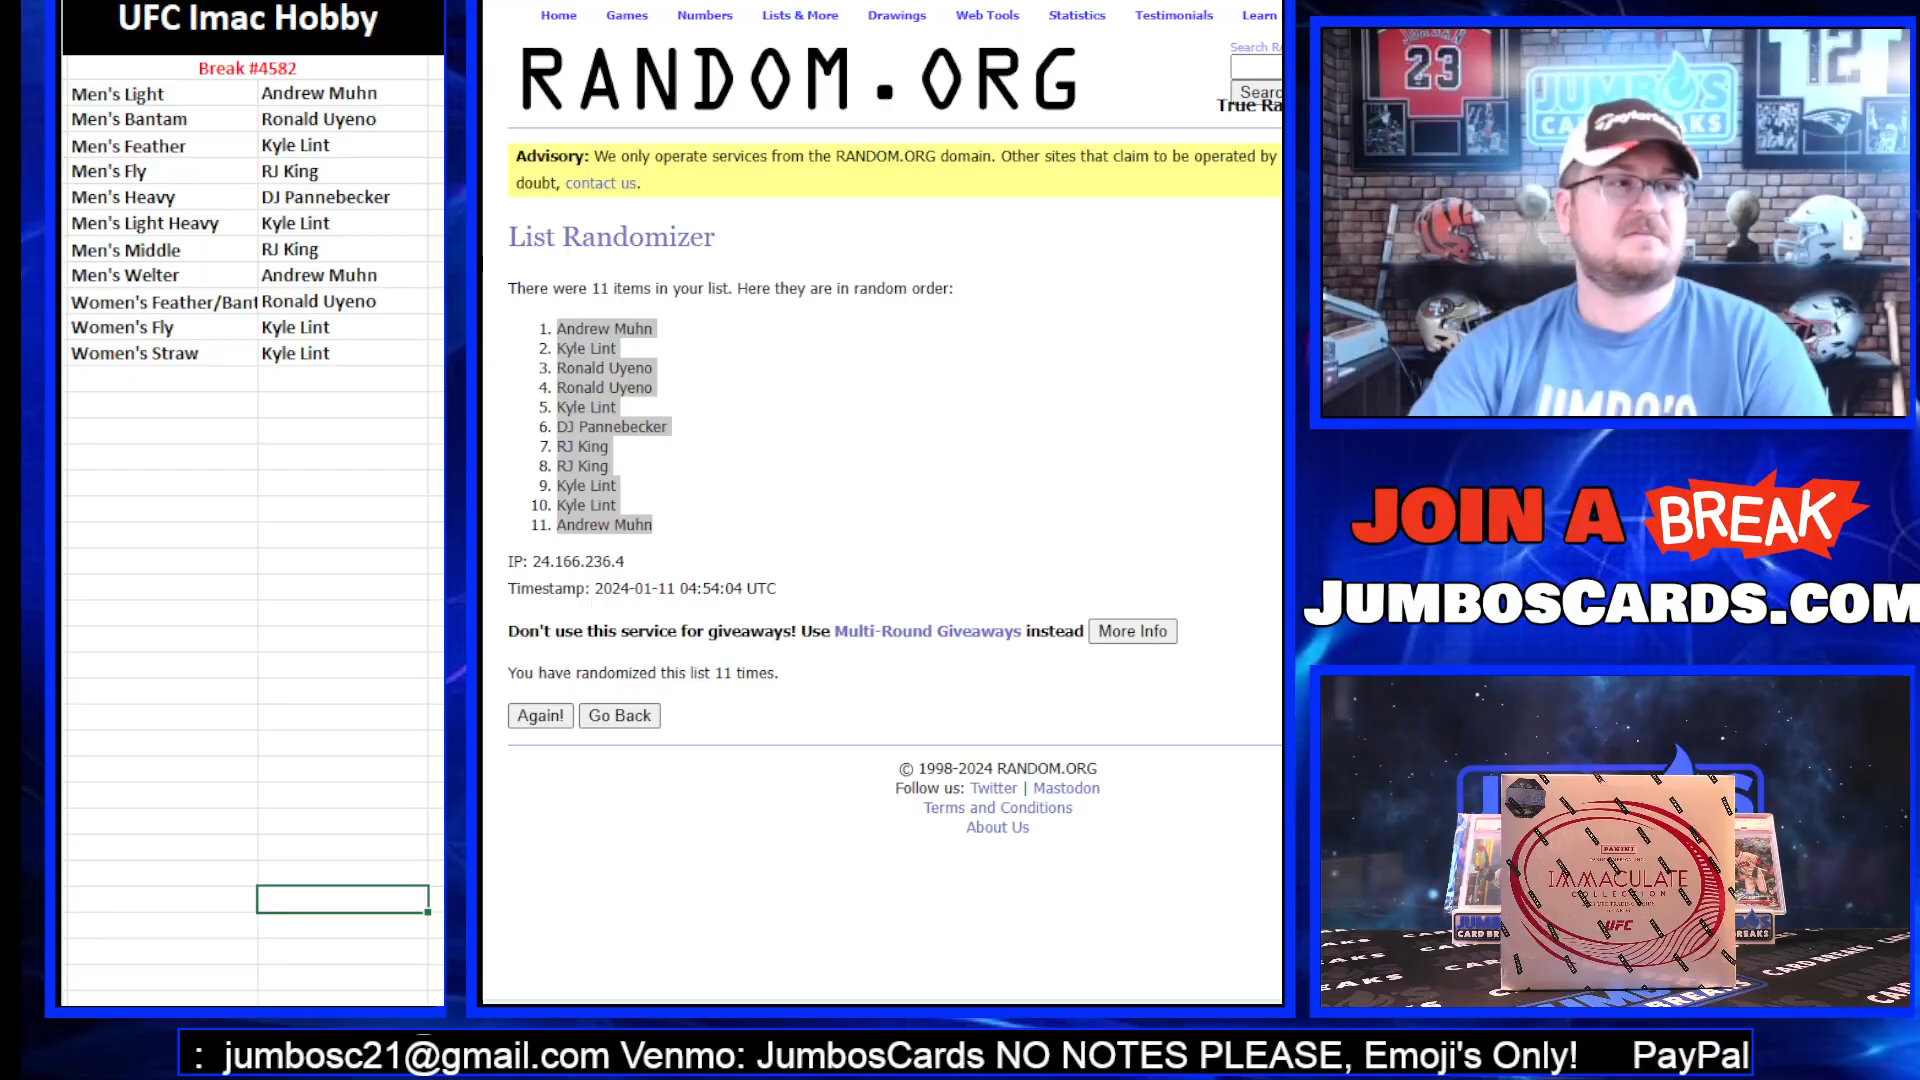 UFC Imac Hobby
Break #4582
Men's Light Andrew Muhn
Men's Bantam Ronald Uyeno
Men's Feather Kyle Lint
Men's Fly RJ King
Men's Heavy DJ Pannebecker
Men's Light Heavy Kyle Lint
Men's Middle RJ King
Men's Welter Andrew Muhn
Women's Feather/Bant Ronald Uyeno
Women's Fly Kyle Lint
Women's Straw Kyle Lint
Home Games Numbers Lists & More Drawings Web Tools Statistics Testimonials Learn
Search R
RANDOM.ORG
Searc
True Ra
Advisory: We only operate services from the RANDOM.ORG domain. Other sites that claim to be operated by
doubt, contact us.
List Randomizer
There were 11 items in your list. Here they are in random order:
1. Andrew Muhn
2. Kyle Lint
3. Ronald Uyeno
4. Ronald Uyeno
5. Kyle Lint
6. DJ Pannebecker
7. RJ King
8. RJ King
9. Kyle Lint
10. Kyle Lint
11. Andrew Muhn
IP: 24.166.236.4
Timestamp: 2024-01-11 04:54:04 UTC
Don't use this service for giveaways! Use Multi-Round Giveaways instead More Info
You have randomized this list 11 times.
Again! Go Back
© 1998-2024 RANDOM.ORG
Follow us: Twitter | Mastodon
Terms and Conditions
About Us
23
12
JUMBO'S
JUMBO'S
JOIN A BREAK
JUMBOSCARDS.COM
PANINI
IMMACULATE
COLLECTION
UFC
: jumbosc21@gmail.com Venmo: JumbosCards NO NOTES PLEASE, Emoji's Only! PayPal